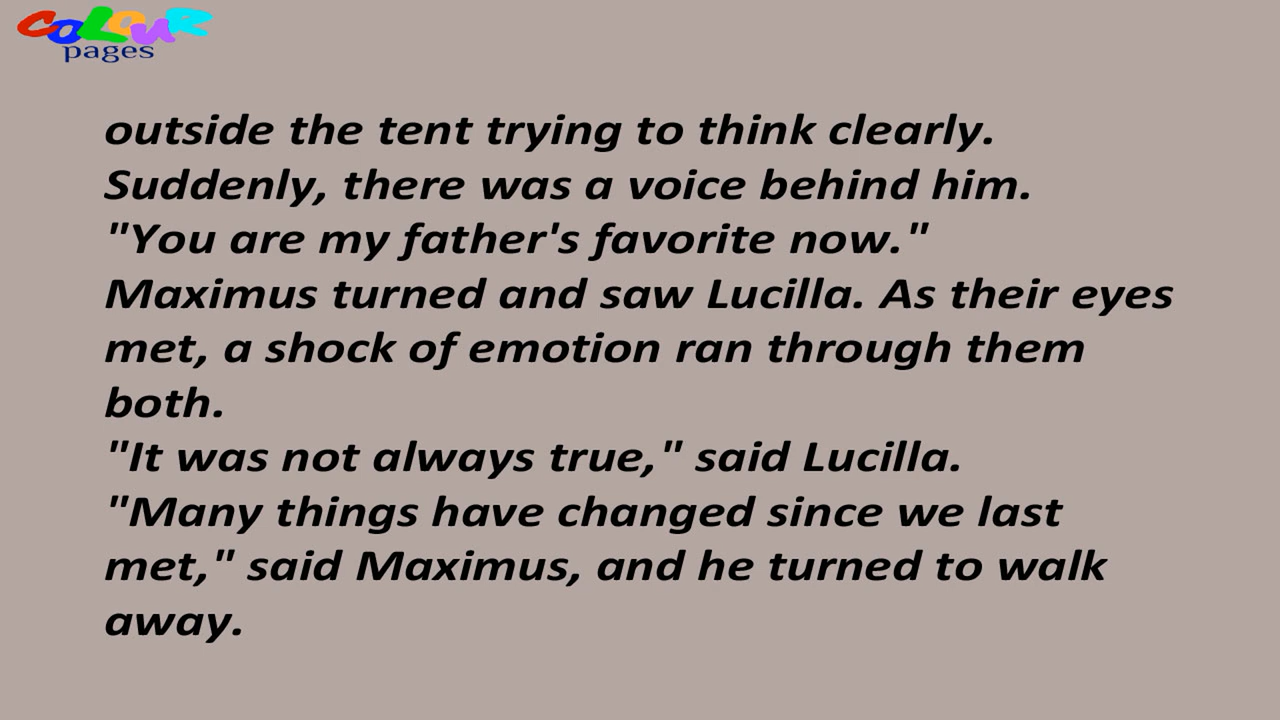 COLOUR
pages
outside the tent trying to think clearly.
Suddenly, there was a voice behind him.
"You are my father's favorite now."
Maximus turned and saw Lucilla. As their eyes
met, a shock of emotion ran through them
both.
"It was not always true," said Lucilla.
"Many things have changed since we last
met," said Maximus, and he turned to walk
away.